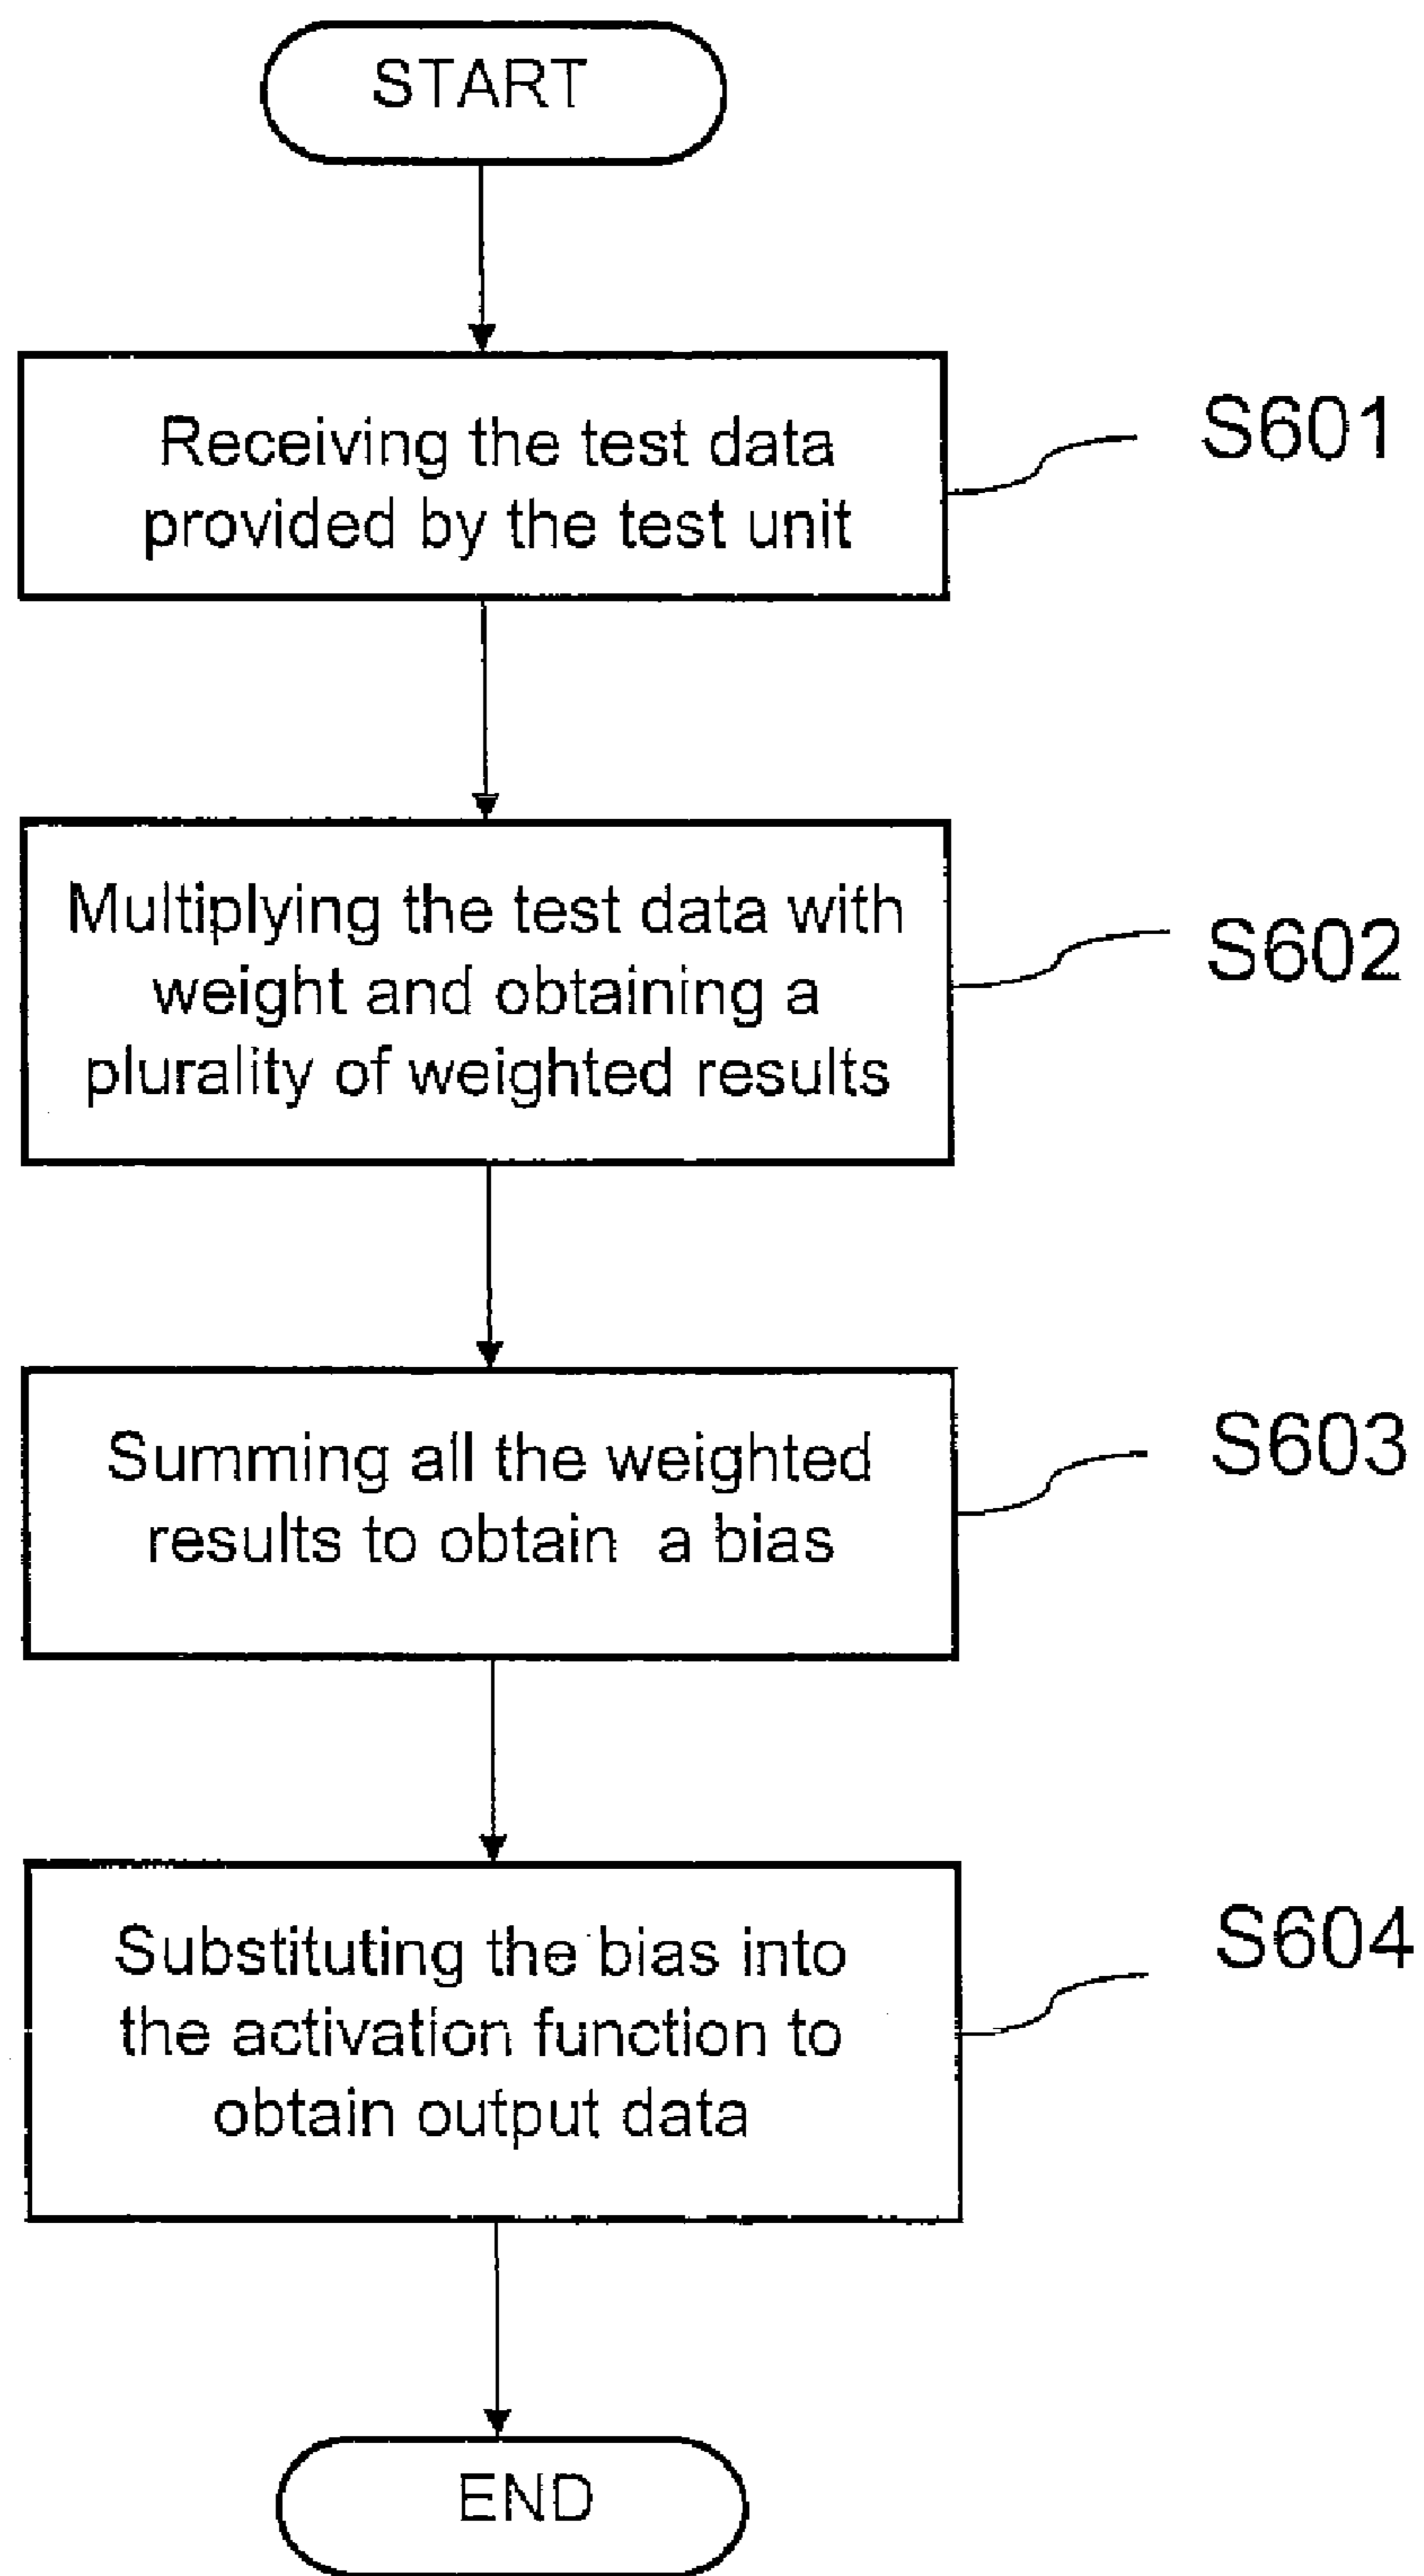 START
Receiving the test data
provided by the test unit
S601
Multiplying the test data with
weight and obtaining a
plurality of weighted results
S602
Summing all the weighted
results to obtain a bias
S603
Substituting the bias into
the activation function to
obtain output data
S604
END